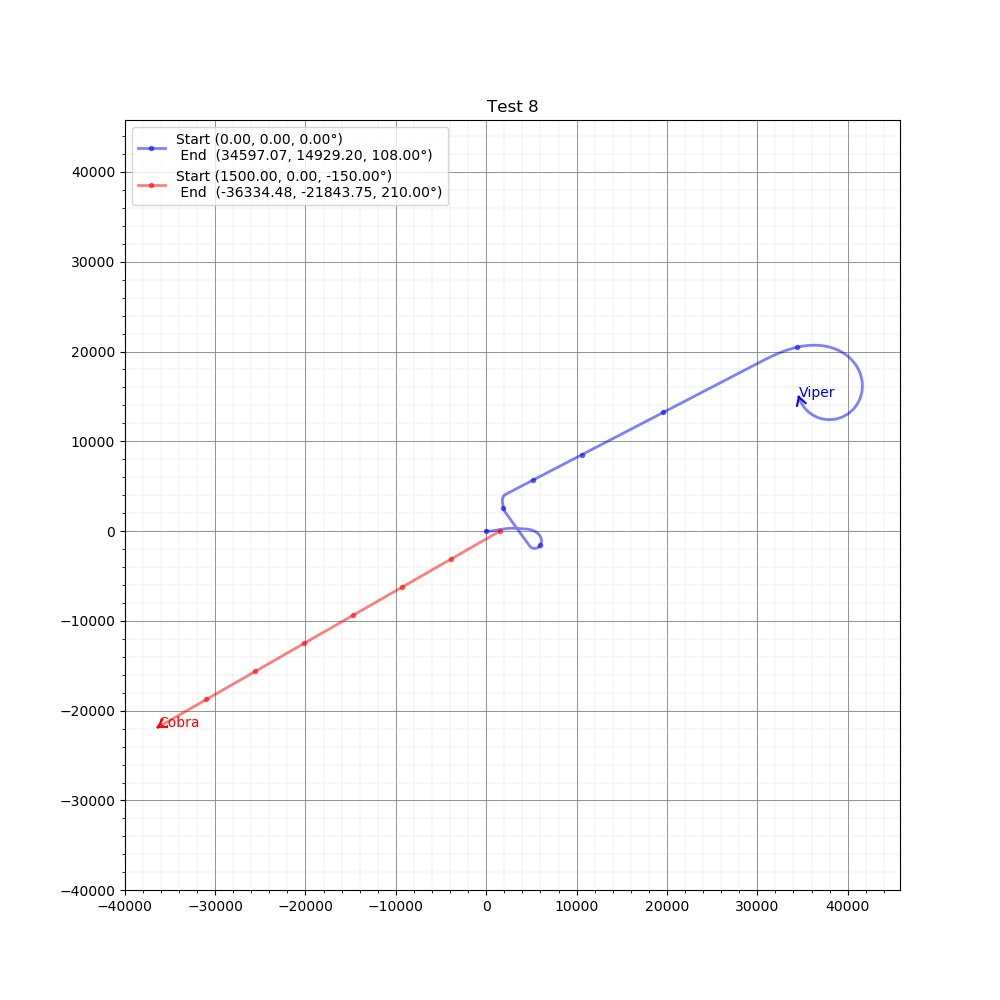 Test 8
Start (0.00, 0.00, 0.00°)
End  (34597.07, 14929.20, 108.00°)
Start (1500.00, 0.00, -150.00°)
End  (-36334.48, -21843.75, 210.00°)
40000
30000
20000
10000
0
−10000
−20000
−30000
−40000
Viper
Cobra
−40000 −30000 −20000 −10000 0 10000 20000 30000 40000